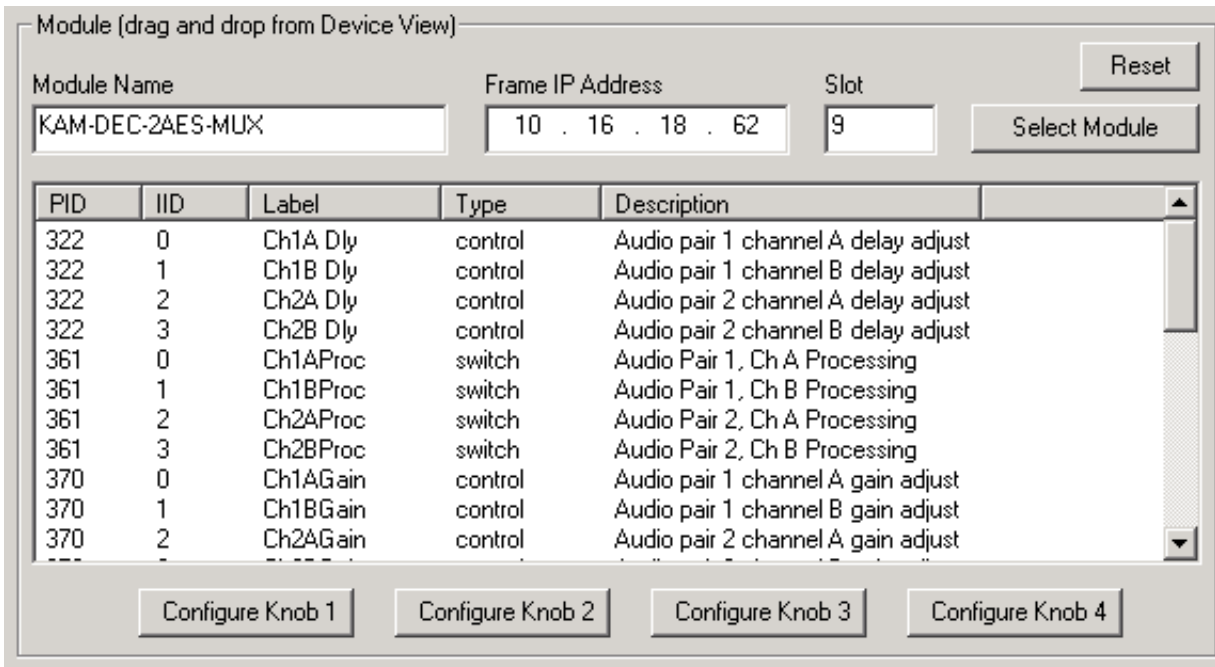 Module (drag and drop from Device View)
Reset
Module Name Frame IP Address Slot
KAM-DEC-2AES-MUX 10 . 16 . 18 . 62 9 Select Module
PID IID Label Type Description
322 0 Ch1A Dly control Audio pair 1 channel A delay adjust
322 1 Ch1B Dly control Audio pair 1 channel B delay adjust
322 2 Ch2A Dly control Audio pair 2 channel A delay adjust
322 3 Ch2B Dly control Audio pair 2 channel B delay adjust
361 0 Ch1AProc switch Audio Pair 1, Ch A Processing
361 1 Ch1BProc switch Audio Pair 1, Ch B Processing
361 2 Ch2AProc switch Audio Pair 2, Ch A Processing
361 3 Ch2BProc switch Audio Pair 2, Ch B Processing
370 0 Ch1AGain control Audio pair 1 channel A gain adjust
370 1 Ch1BGain control Audio pair 1 channel B gain adjust
370 2 Ch2AGain control Audio pair 2 channel A gain adjust
Configure Knob 1 Configure Knob 2 Configure Knob 3 Configure Knob 4